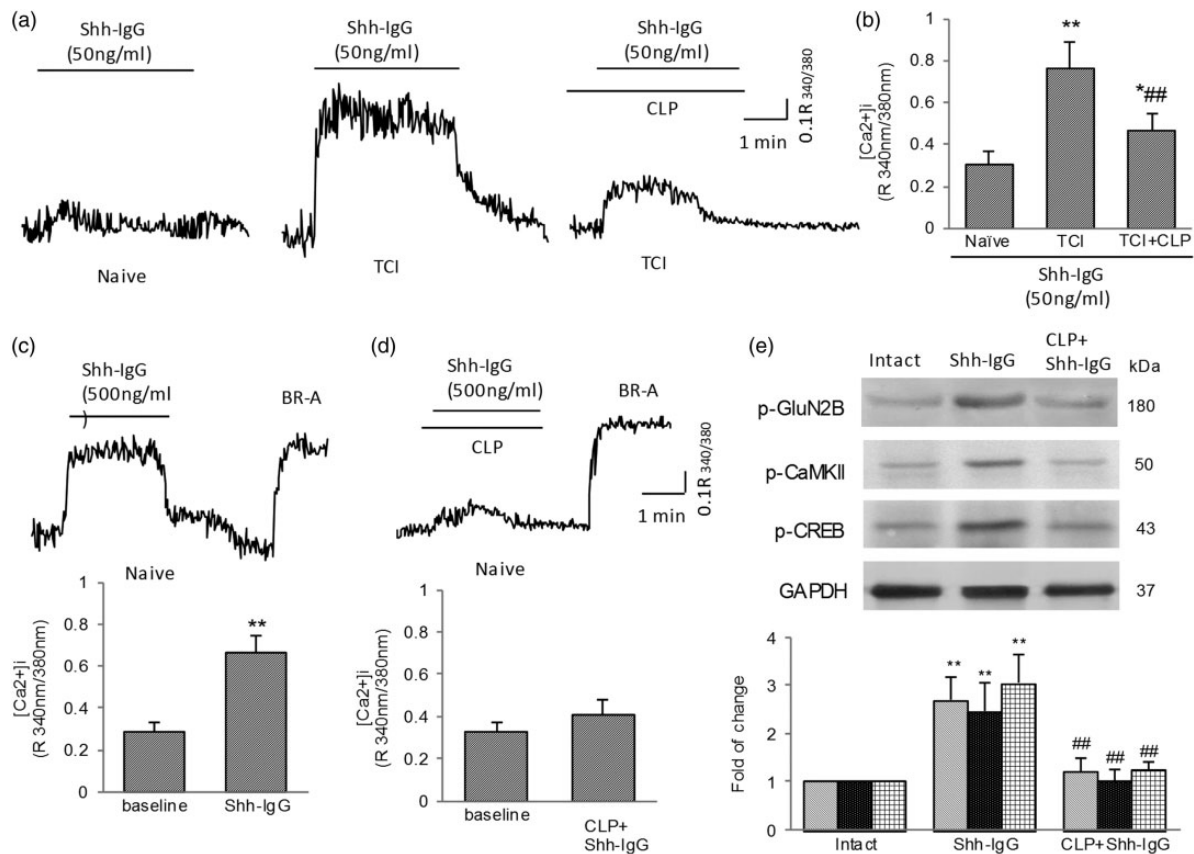 (a)
Shh-IgG
(50ng/ml)
Shh-IgG
(50ng/ml)
Shh-IgG
(50ng/ml)
CLP
1 min
0.1R 340/380
Naive
TCI
TCI
(b)
[Ca2+]i
(R 340nm/380nm)
1
0.8
0.6
0.4
0.2
0
**
*##
Naïve
TCI
TCI+CLP
Shh-IgG
(50ng/ml)
(c)
Shh-IgG
(500ng/ml
)
BR-A
Naive
[Ca2+]i
(R 340nm/380nm)
1
0.8
0.6
0.4
0.2
0
**
baseline
Shh-IgG
(d)
Shh-IgG
(500ng/ml)
CLP
BR-A
1 min
0.1R 340/380
Naive
[Ca2+]i
(R 340nm/380nm)
1
0.8
0.6
0.4
0.2
0
baseline
CLP+
Shh-IgG
(e)
Intact
Shh-IgG
CLP+
Shh-IgG
kDa
p-GluN2B
180
p-CaMKII
50
p-CREB
43
GAPDH
37
Fold of change
4
3
2
1
0
**
**
**
##
##
##
Intact
Shh-IgG
CLP+Shh-IgG